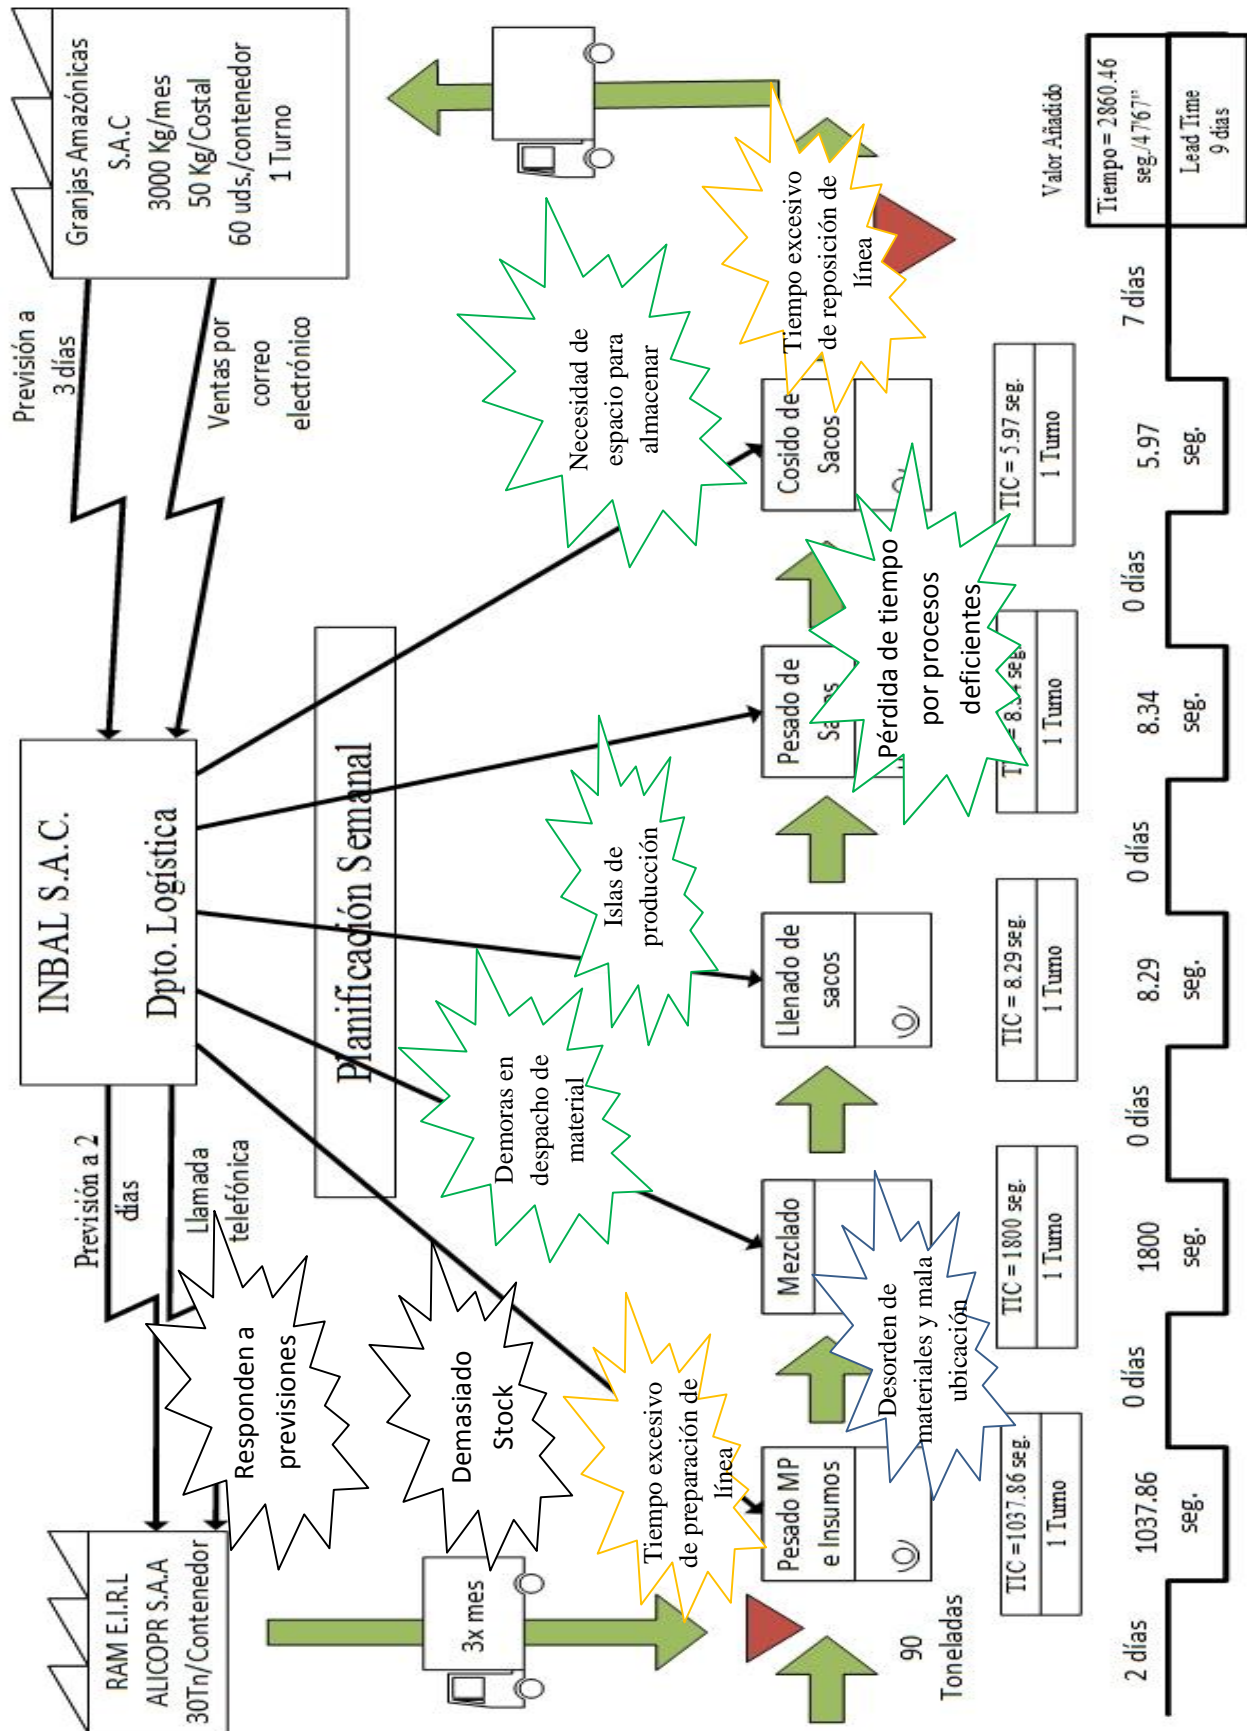 RAM E.I.R.L
ALICOPR S.A.A
30Tn/Contenedor
Previsión a 2
días
Llamada
telefónica
INBAL S.A.C.
Dpto. Logística
Previsión a
3 días
Ventas por
correo
electrónico
Granjas Amazónicas
S.A.C
3000 Kg/mes
50 Kg/Costal
60 uds./contenedor
1 Turno
Planificación Semanal
Responden a
previsiones
Demasiado
Stock
3x mes
Tiempo excesivo
de preparación de
línea
Demoras en
despacho de
material
Islas de
producción
Necesidad de
espacio para
almacenar
Tiempo excesivo
de reposición de
línea
90
Toneladas
Pesado MP
e Insumos
Mezclado
Llenado de
sacos
Pesado de
Cosido de
Sacos
Desorden de
materiales y mala
ubicación
Pérdida de tiempo
por procesos
deficientes
TIC =1037.86 seg.
1 Turno
TIC = 1800 seg.
1 Turno
TIC = 8.29 seg.
1 Turno
1 Turno
TIC = 5.97 seg.
1 Turno
2 días
1037.86
seg.
0 días
1800
seg.
0 días
8.29
seg.
0 días
8.34
seg.
0 días
5.97
seg.
7 días
Valor Añadido
Tiempo = 2860.46
seg./47'67''
Lead Time
9 días